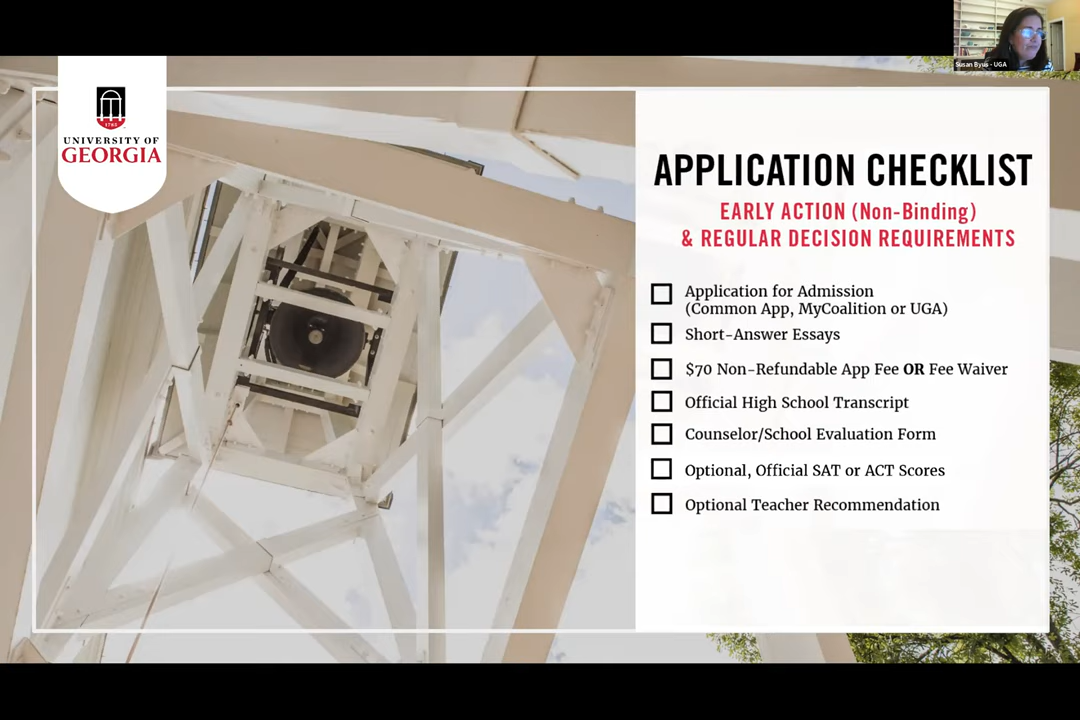 Susan Byus - UGA
1785
UNIVERSITY OF
GEORGIA
APPLICATION CHECKLIST
EARLY ACTION (Non-Binding)
& REGULAR DECISION REQUIREMENTS
Application for Admission
(Common App, MyCoalition or UGA)
Short-Answer Essays
$70 Non-Refundable App Fee OR Fee Waiver
Official High School Transcript
Counselor/School Evaluation Form
Optional, Official SAT or ACT Scores
Optional Teacher Recommendation